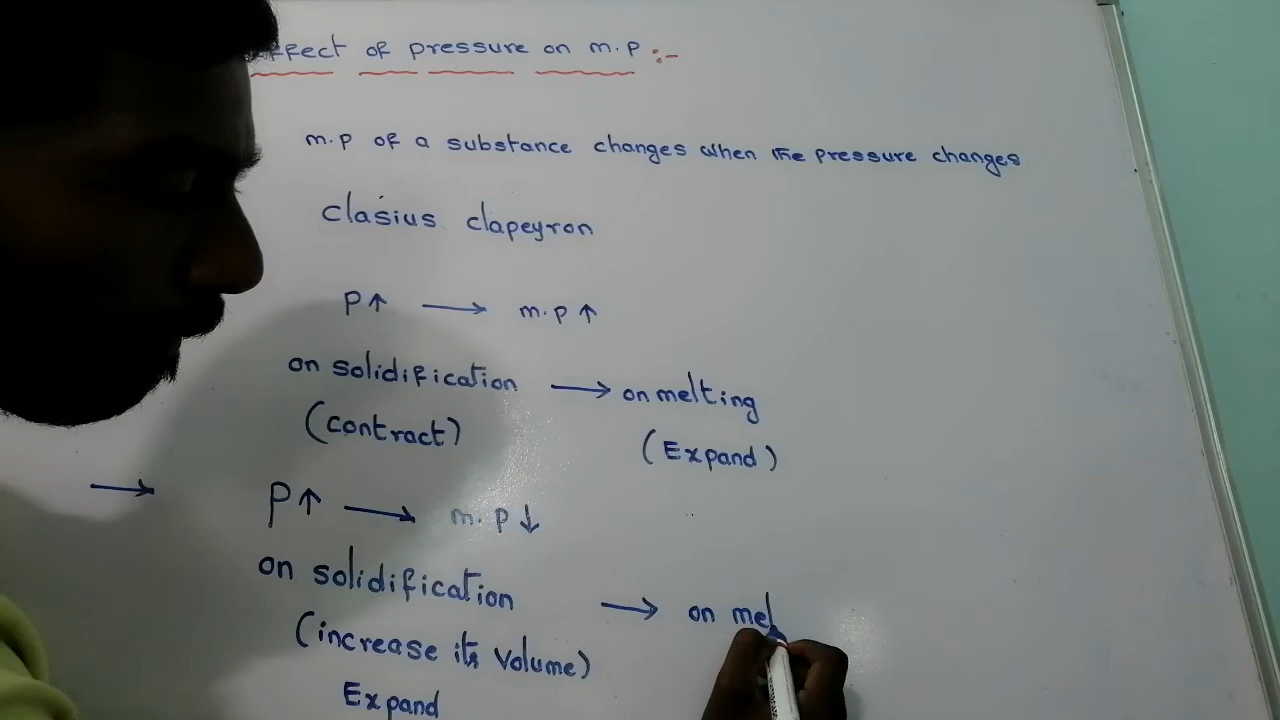 ffect of pressure on m.p :-
m.p of a substance changes when the pressure changes
Clasius clapeyron
P↑ → m.p↑
on solidification → on melting
(contract) (Expand)
→ P↑ → m.p↓
on solidification → on mel
(increase its volume)
Expand